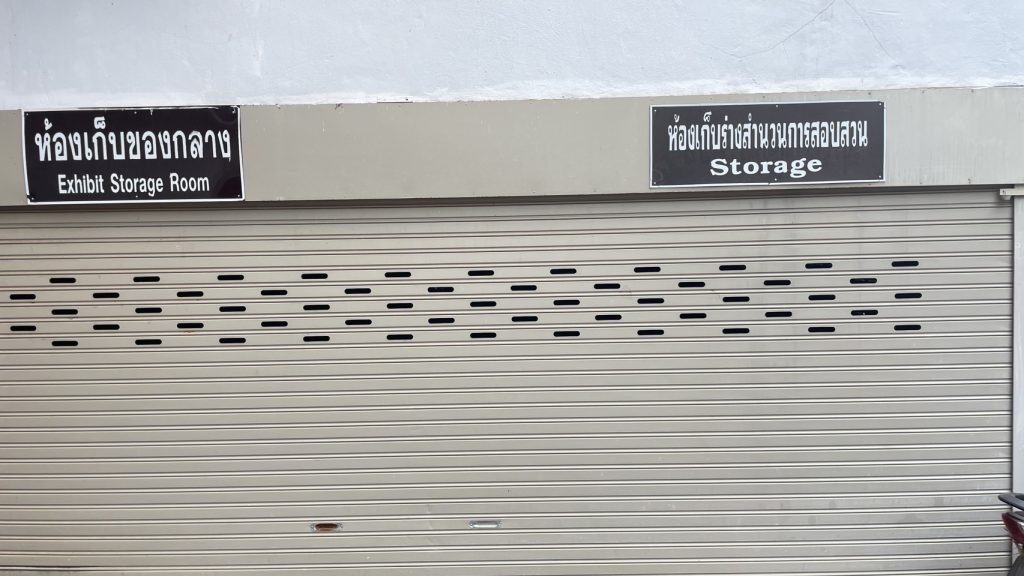 ห้องเก็บของกลาง
Exhibit Storage Room
ห้องเก็บร่างสำนวนการสอบสวน
Storage